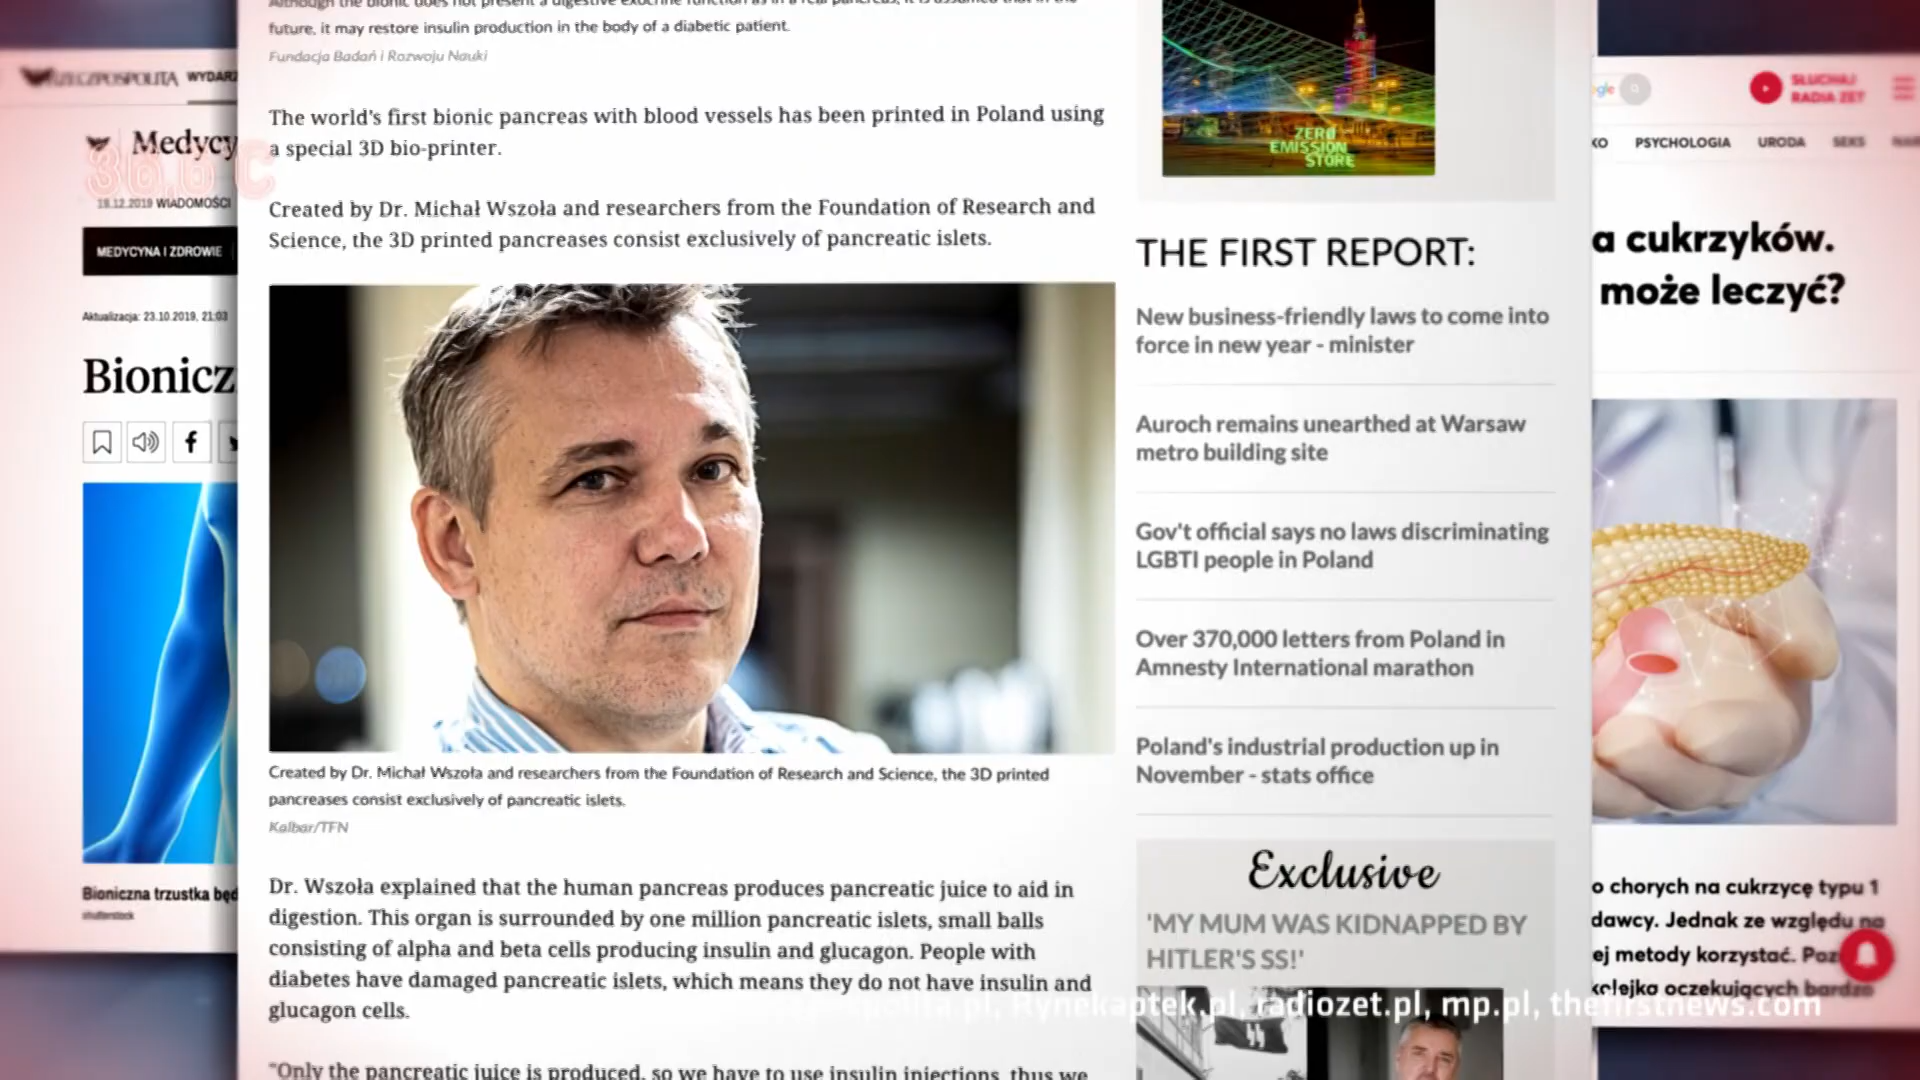 future, it may restore insulin production in the body of a diabetic patient.
Fundacja Badań i Rozwoju Nauki
The world's first bionic pancreas with blood vessels has been printed in Poland using
a special 3D bio-printer.
Created by Dr. Michał Wszoła and researchers from the Foundation of Research and
Science, the 3D printed pancreases consist exclusively of pancreatic islets.
Created by Dr. Michał Wszoła and researchers from the Foundation of Research and Science, the 3D printed
pancreases consist exclusively of pancreatic islets.
Kalbar/TFN
Dr. Wszoła explained that the human pancreas produces pancreatic juice to aid in
digestion. This organ is surrounded by one million pancreatic islets, small balls
consisting of alpha and beta cells producing insulin and glucagon. People with
diabetes have damaged pancreatic islets, which means they do not have insulin and
glucagon cells.
"Only the pancreatic juice is produced, so we have to use insulin injections, thus we
ZERO
EMISSION
STORE
THE FIRST REPORT:
New business-friendly laws to come into
force in new year - minister
Auroch remains unearthed at Warsaw
metro building site
Gov't official says no laws discriminating
LGBTI people in Poland
Over 370,000 letters from Poland in
Amnesty International marathon
Poland's industrial production up in
November - stats office
Exclusive
'MY MUM WAS KIDNAPPED BY
HITLER'S SS!'
RZECZPOSPOLITA
Medycy
36,6°C
18.12.2019 WIADOMOŚCI
MEDYCYNA I ZDROWIE
Aktualizacja: 23.10.2019, 21:03
Bionicz
Bioniczna trzustka będ
shutterstock
SŁUCHAJ
RADIA ZET
PSYCHOLOGIA URODA SEKS
a cukrzyków.
może leczyć?
o chorych na cukrzycę typu 1
dawcy. Jednak ze względu na
ej metody korzystać.
kolejka oczekujących bardzo
Rynekaptek.pl, radiozet.pl, mp.pl, thefirstnews.com